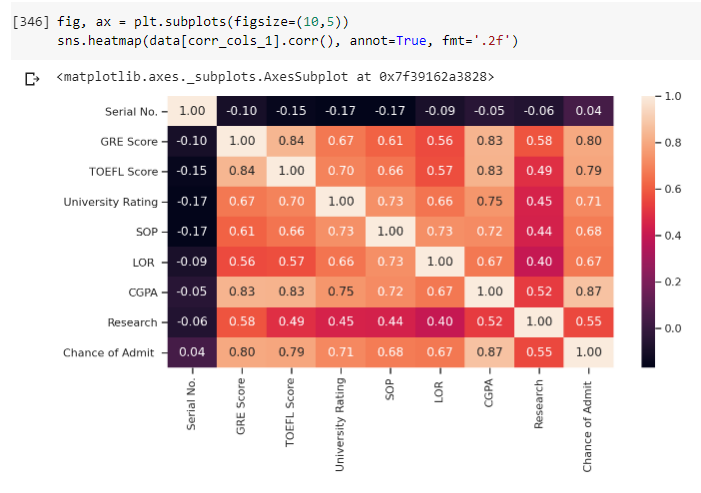 [346] fig, ax = plt.subplots(figsize=(10,5))
sns.heatmap(data[corr_cols_1].corr(), annot=True, fmt='.2f')
<matplotlib.axes._subplots.AxesSubplot at 0x7f39162a3828>
Serial No. 1.00 -0.10 -0.15 -0.17 -0.17 -0.09 -0.05 -0.06 0.04
GRE Score -0.10 1.00 0.84 0.67 0.61 0.56 0.83 0.58 0.80
TOEFL Score -0.15 0.84 1.00 0.70 0.66 0.57 0.83 0.49 0.79
University Rating -0.17 0.67 0.70 1.00 0.73 0.66 0.75 0.45 0.71
SOP -0.17 0.61 0.66 0.73 1.00 0.73 0.72 0.44 0.68
LOR -0.09 0.56 0.57 0.66 0.73 1.00 0.67 0.40 0.67
CGPA -0.05 0.83 0.83 0.75 0.72 0.67 1.00 0.52 0.87
Research -0.06 0.58 0.49 0.45 0.44 0.40 0.52 1.00 0.55
Chance of Admit 0.04 0.80 0.79 0.71 0.68 0.67 0.87 0.55 1.00
Serial No.
GRE Score
TOEFL Score
University Rating
SOP
LOR
CGPA
Research
Chance of Admit
1.0
0.8
0.6
0.4
0.2
0.0